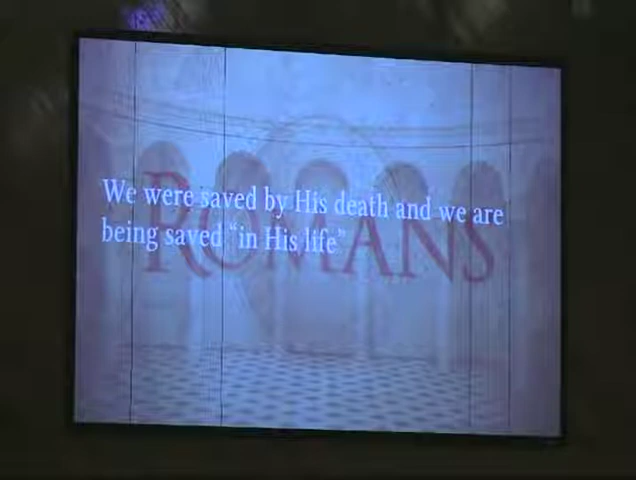 We were saved by His death and we are
being saved "in His life"
ROMANS